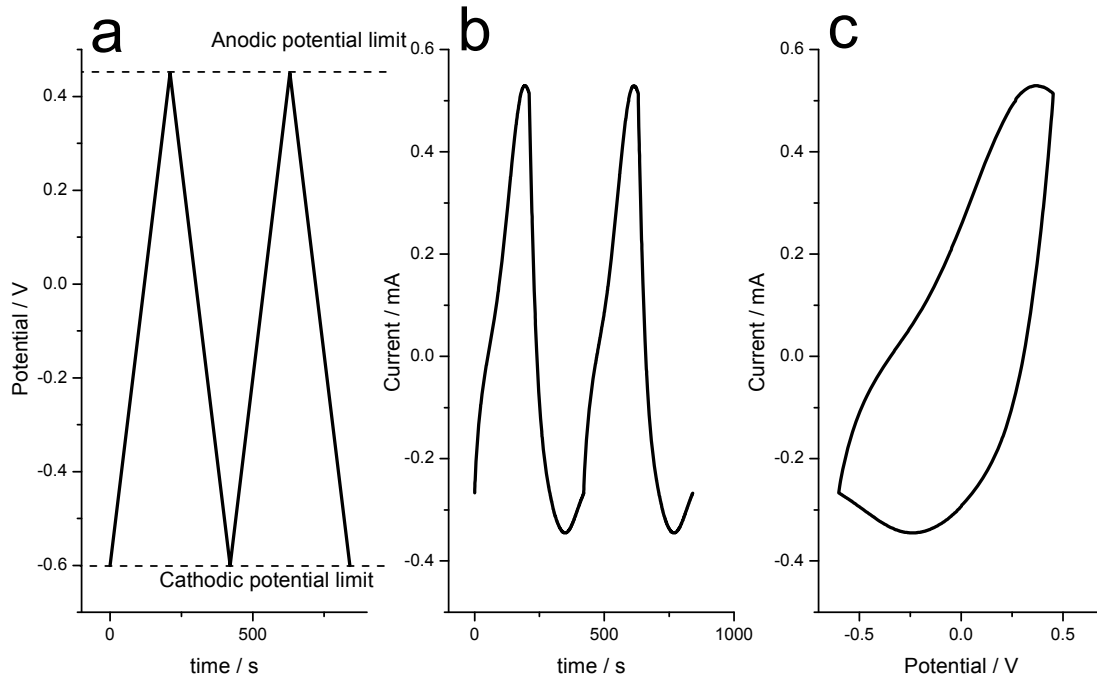 a
Anodic potential limit
0.4
0.2
0.0
-0.2
-0.4
-0.6
Potential / V
Cathodic potential limit
0
500
time / s
b
0.6
0.4
0.2
0.0
-0.2
-0.4
Current / mA
0
500
1000
time / s
c
0.6
0.4
0.2
0.0
-0.2
-0.4
Current / mA
-0.5
0.0
0.5
Potential / V